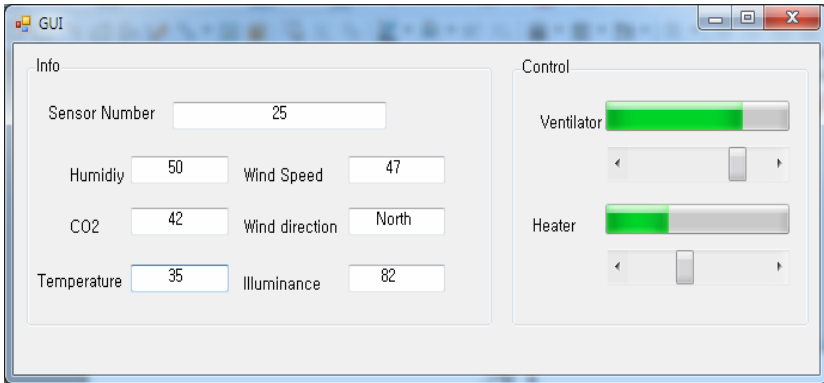 GUI
Info
Sensor Number 25
Humidiy 50 Wind Speed 47
CO2 42 Wind direction North
Temperature 35 Illuminance 82
Control
Ventilator
Heater